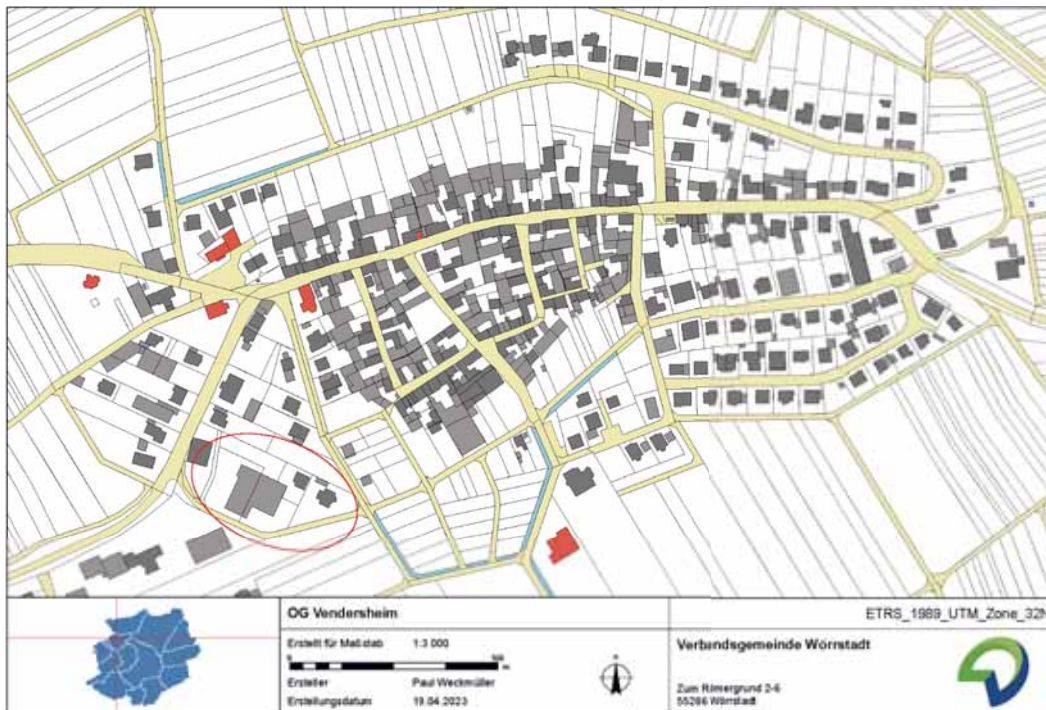 OG Vendersheim
ETRS_1989_UTM_Zone_32N
Erstellt für Maßstab 1:3 000
0 m
Ersteller Paul Weckmüller
Erstellungsdatum 19.04.2023
N
Verbandsgemeinde Wörrstadt
Zum Römergrund 2-6
55286 Wörrstadt